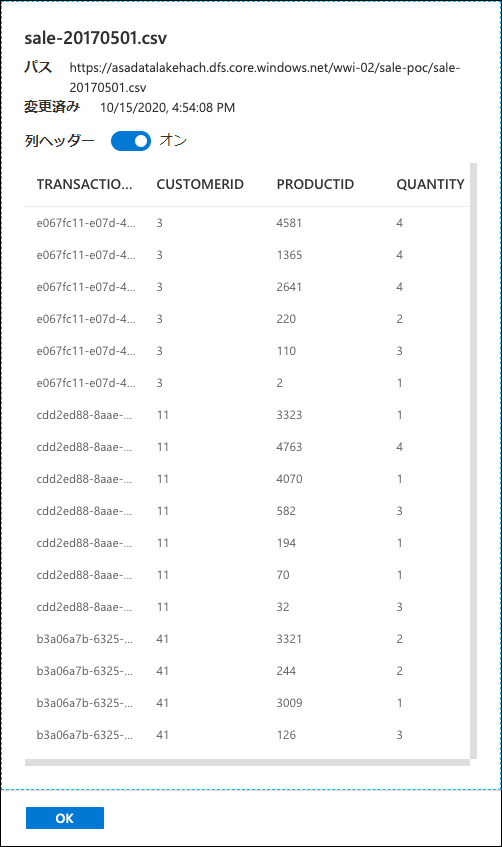 sale-20170501.csv
パス https://asadatalakehach.dfs.core.windows.net/wwi-02/sale-poc/sale-
20170501.csv
変更済み 10/15/2020, 4:54:08 PM
列ヘッダー オン
TRANSACTIO... CUSTOMERID PRODUCTID QUANTITY
e067fc11-e07d-4... 3 4581 4
e067fc11-e07d-4... 3 1365 4
e067fc11-e07d-4... 3 2641 4
e067fc11-e07d-4... 3 220 2
e067fc11-e07d-4... 3 110 3
e067fc11-e07d-4... 3 2 1
cdd2ed88-8aae-... 11 3323 1
cdd2ed88-8aae-... 11 4763 4
cdd2ed88-8aae-... 11 4070 1
cdd2ed88-8aae-... 11 582 3
cdd2ed88-8aae-... 11 194 1
cdd2ed88-8aae-... 11 70 1
cdd2ed88-8aae-... 11 32 3
b3a06a7b-6325-... 41 3321 2
b3a06a7b-6325-... 41 244 2
b3a06a7b-6325-... 41 3009 1
b3a06a7b-6325-... 41 126 3
OK